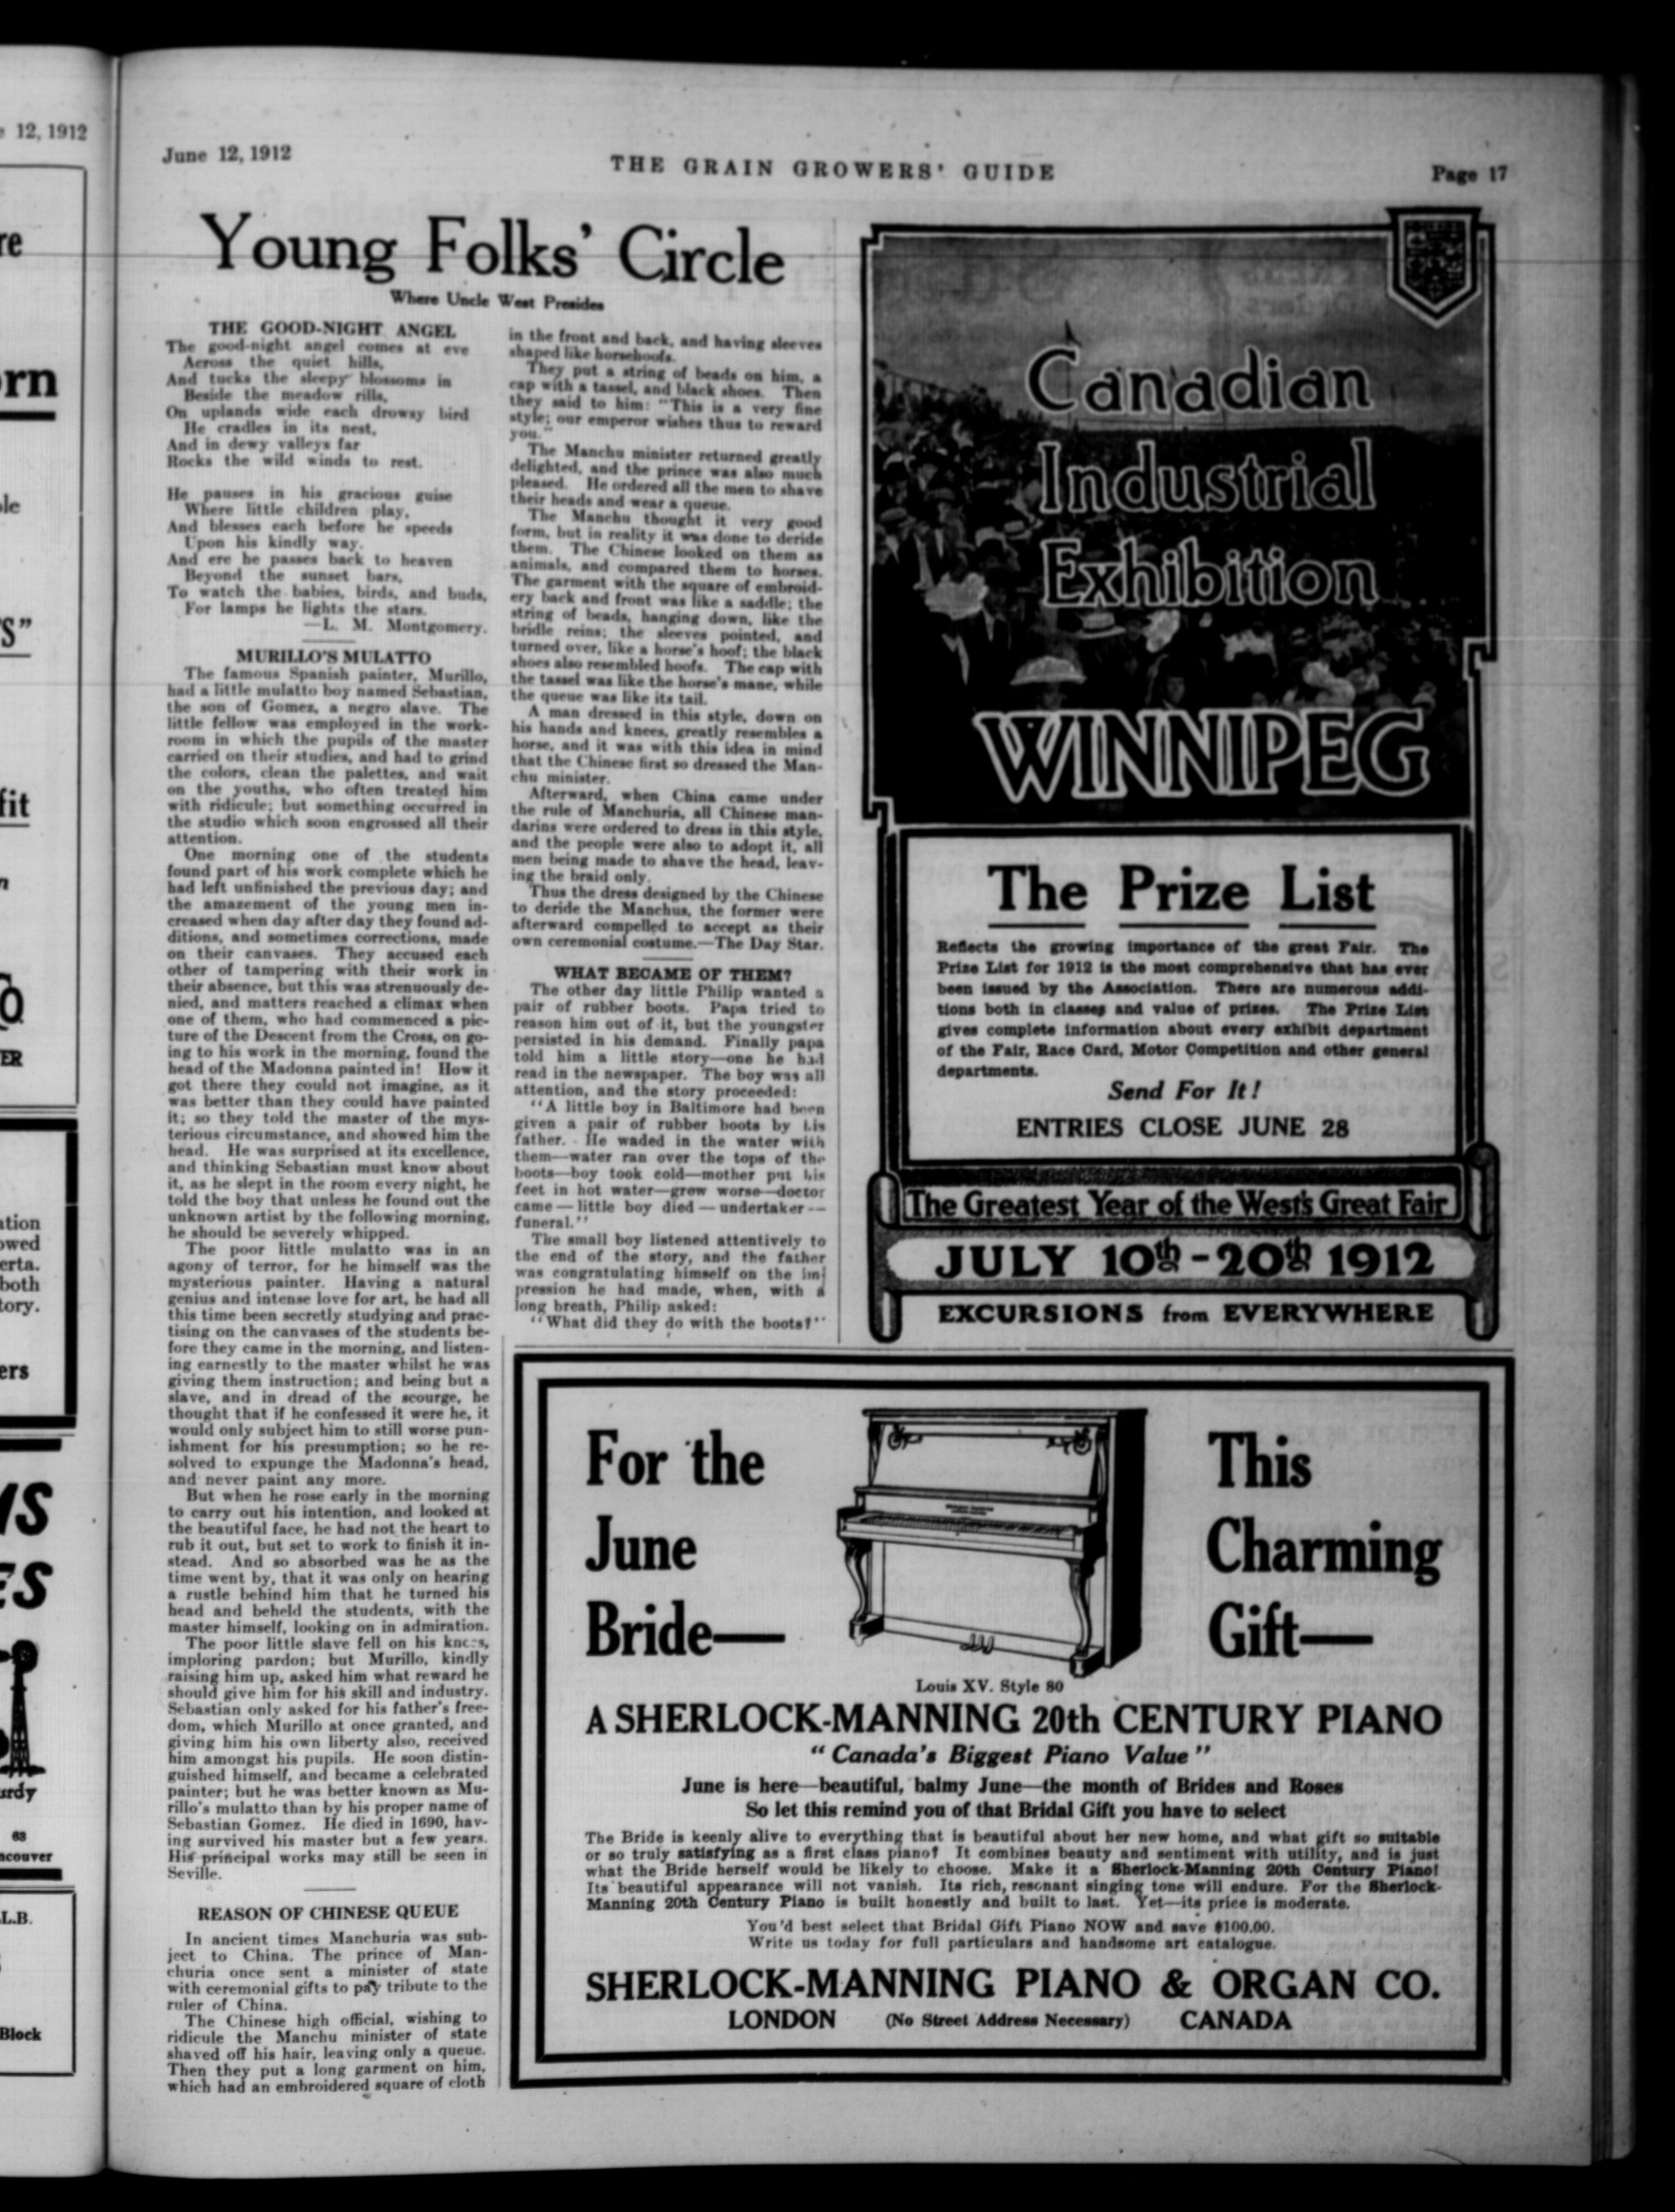 e 12, 1912
re
orn
ole
'S”
fit
n
O
ER
ation
owed
erta.
both
tory.
ers
NS
ES
urdy
63
ncouver
L.B.
Block
June 12, 1912
THE GRAIN GROWERS' GUIDE
Page 17
Young Folks' Circle
Where Uncle West Presides
THE GOOD-NIGHT ANGEL
The good-night angel comes at eve
Across the quiet hills,
And tucks the sleepy blossoms in
Beside the meadow rills,
On uplands wide each drowsy bird
He cradles in its nest,
And in dewy valleys far
Rocks the wild winds to rest.
He pauses in his gracious guise
Where little children play,
And blesses each before he speeds
Upon his kindly way.
And ere he passes back to heaven
Beyond the sunset bars,
To watch the babies, birds, and buds,
For lamps he lights the stars.
—L. M. Montgomery.
MURILLO'S MULATTO
The famous Spanish painter, Murillo,
had a little mulatto boy named Sebastian,
the son of Gomez, a negro slave. The
little fellow was employed in the work-
room in which the pupils of the master
carried on their studies, and had to grind
the colors, clean the palettes, and wait
on the youths, who often treated him
with ridicule; but something occurred in
the studio which soon engrossed all their
attention.
One morning one of the students
found part of his work complete which he
had left unfinished the previous day; and
the amazement of the young men in-
creased when day after day they found ad-
ditions, and sometimes corrections, made
on their canvases. They accused each
other of tampering with their work in
their absence, but this was strenuously de-
nied, and matters reached a climax when
one of them, who had commenced a pic-
ture of the Descent from the Cross, on go-
ing to his work in the morning, found the
head of the Madonna painted in! How it
got there they could not imagine, as it
was better than they could have painted
it; so they told the master of the mys-
terious circumstance, and showed him the
head. He was surprised at its excellence,
and thinking Sebastian must know about
it, as he slept in the room every night, he
told the boy that unless he found out the
unknown artist by the following morning,
he should be severely whipped.
The poor little mulatto was in an
agony of terror, for he himself was the
mysterious painter. Having a natural
genius and intense love for art, he had all
this time been secretly studying and prac-
tising on the canvases of the students be-
fore they came in the morning, and listen-
ing earnestly to the master whilst he was
giving them instruction; and being but a
slave, and in dread of the scourge, he
thought that if he confessed it were he, it
would only subject him to still worse pun-
ishment for his presumption; so he re-
solved to expunge the Madonna's head,
and never paint any more.
But when he rose early in the morning
to carry out his intention, and looked at
the beautiful face, he had not the heart to
rub it out, but set to work to finish it in-
stead. And so absorbed was he as the
time went by, that it was only on hearing
a rustle behind him that he turned his
head and beheld the students, with the
master himself, looking on in admiration.
The poor little slave fell on his knees,
imploring pardon; but Murillo, kindly
raising him up, asked him what reward he
should give him for his skill and industry.
Sebastian only asked for his father's free-
dom, which Murillo at once granted, and
giving him his own liberty also, received
him amongst his pupils. He soon distin-
guished himself, and became a celebrated
painter; but he was better known as Mu-
rillo's mulatto than by his proper name of
Sebastian Gomez. He died in 1690, hav-
ing survived his master but a few years.
His principal works may still be seen in
Seville.
REASON OF CHINESE QUEUE
In ancient times Manchuria was sub-
ject to China. The prince of Man-
churia once sent a minister of state
with ceremonial gifts to pay tribute to the
ruler of China.
The Chinese high official, wishing to
ridicule the Manchu minister of state
shaved off his hair, leaving only a queue.
Then they put a long garment on him,
which had an embroidered square of cloth
in the front and back, and having sleeves
shaped like horsehoofs.
They put a string of beads on him, a
cap with a tassel, and black shoes. Then
they said to him: "This is a very fine
style; our emperor wishes thus to reward
you."
The Manchu minister returned greatly
delighted, and the prince was also much
pleased. He ordered all the men to shave
their heads and wear a queue.
The Manchu thought it very good
form, but in reality it was done to deride
them. The Chinese looked on them as
animals, and compared them to horses.
The garment with the square of embroid-
ery back and front was like a saddle; the
string of beads, hanging down, like the
bridle reins; the sleeves pointed, and
turned over, like a horse's hoof; the black
shoes also resembled hoofs. The cap with
the tassel was like the horse's mane, while
the queue was like its tail.
A man dressed in this style, down on
his hands and knees, greatly resembles a
horse, and it was with this idea in mind
that the Chinese first so dressed the Man-
chu minister.
Afterward, when China came under
the rule of Manchuria, all Chinese man-
darins were ordered to dress in this style,
and the people were also to adopt it, all
men being made to shave the head, leav-
ing the braid only.
Thus the dress designed by the Chinese
to deride the Manchus, the former were
afterward compelled to accept as their
own ceremonial costume.—The Day Star.
WHAT BECAME OF THEM?
The other day little Philip wanted a
pair of rubber boots. Papa tried to
reason him out of it, but the youngster
persisted in his demand. Finally papa
told him a little story—one he had
read in the newspaper. The boy was all
attention, and the story proceeded:
"A little boy in Baltimore had been
given a pair of rubber boots by his
father. He waded in the water with
them—water ran over the tops of the
boots—boy took cold—mother put his
feet in hot water—grew worse—doctor
came—little boy died—undertaker—
funeral."
The small boy listened attentively to
the end of the story, and the father
was congratulating himself on the im-
pression he had made, when, with a
long breath, Philip asked:
"What did they do with the boots?"
Canadian
Industrial
Exhibition
WINNIPEG
The Prize List
Reflects the growing importance of the great Fair. The
Prize List for 1912 is the most comprehensive that has ever
been issued by the Association. There are numerous addi-
tions both in classes and value of prizes. The Prize List
gives complete information about every exhibit department
of the Fair, Race Card, Motor Competition and other general
departments.
Send For It!
ENTRIES CLOSE JUNE 28
The Greatest Year of the West's Great Fair
JULY 10th-20th 1912
EXCURSIONS from EVERYWHERE
For the
June
Bride—
This
Charming
Gift—
Louis XV. Style 80
A SHERLOCK-MANNING 20th CENTURY PIANO
"Canada's Biggest Piano Value"
June is here—beautiful, balmy June—the month of Brides and Roses
So let this remind you of that Bridal Gift you have to select
The Bride is keenly alive to everything that is beautiful about her new home, and what gift so suitable
or so truly satisfying as a first class piano? It combines beauty and sentiment with utility, and is just
what the Bride herself would be likely to choose. Make it a Sherlock-Manning 20th Century Piano!
Its beautiful appearance will not vanish. Its rich, resonant singing tone will endure. For the Sherlock-
Manning 20th Century Piano is built honestly and built to last. Yet—its price is moderate.
You'd best select that Bridal Gift Piano NOW and save $100.00.
Write us today for full particulars and handsome art catalogue.
SHERLOCK-MANNING PIANO & ORGAN CO.
LONDON (No Street Address Necessary) CANADA